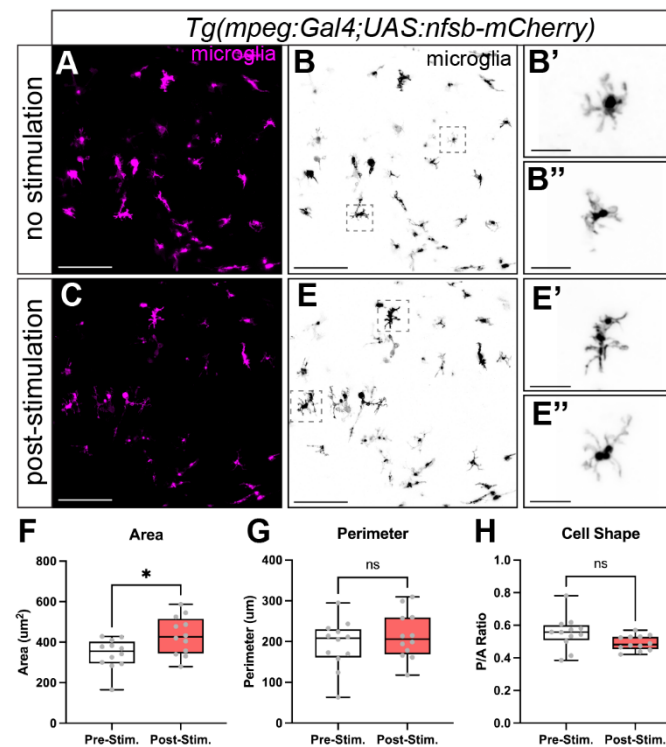 Tg(mpeg:Gal4;UAS:nfsb-mCherry)
A microglia B microglia B’
no stimulation
B’’
C E E’
post-stimulation
E’’
F Area G Perimeter H Cell Shape
* ns ns
Area (um²)
800
600
400
200
0
Pre-Stim. Post-Stim.
Perimeter (um)
400
300
200
100
0
Pre-Stim. Post-Stim.
P/A Ratio
1.0
0.8
0.6
0.4
0.2
0.0
Pre-Stim. Post-Stim.